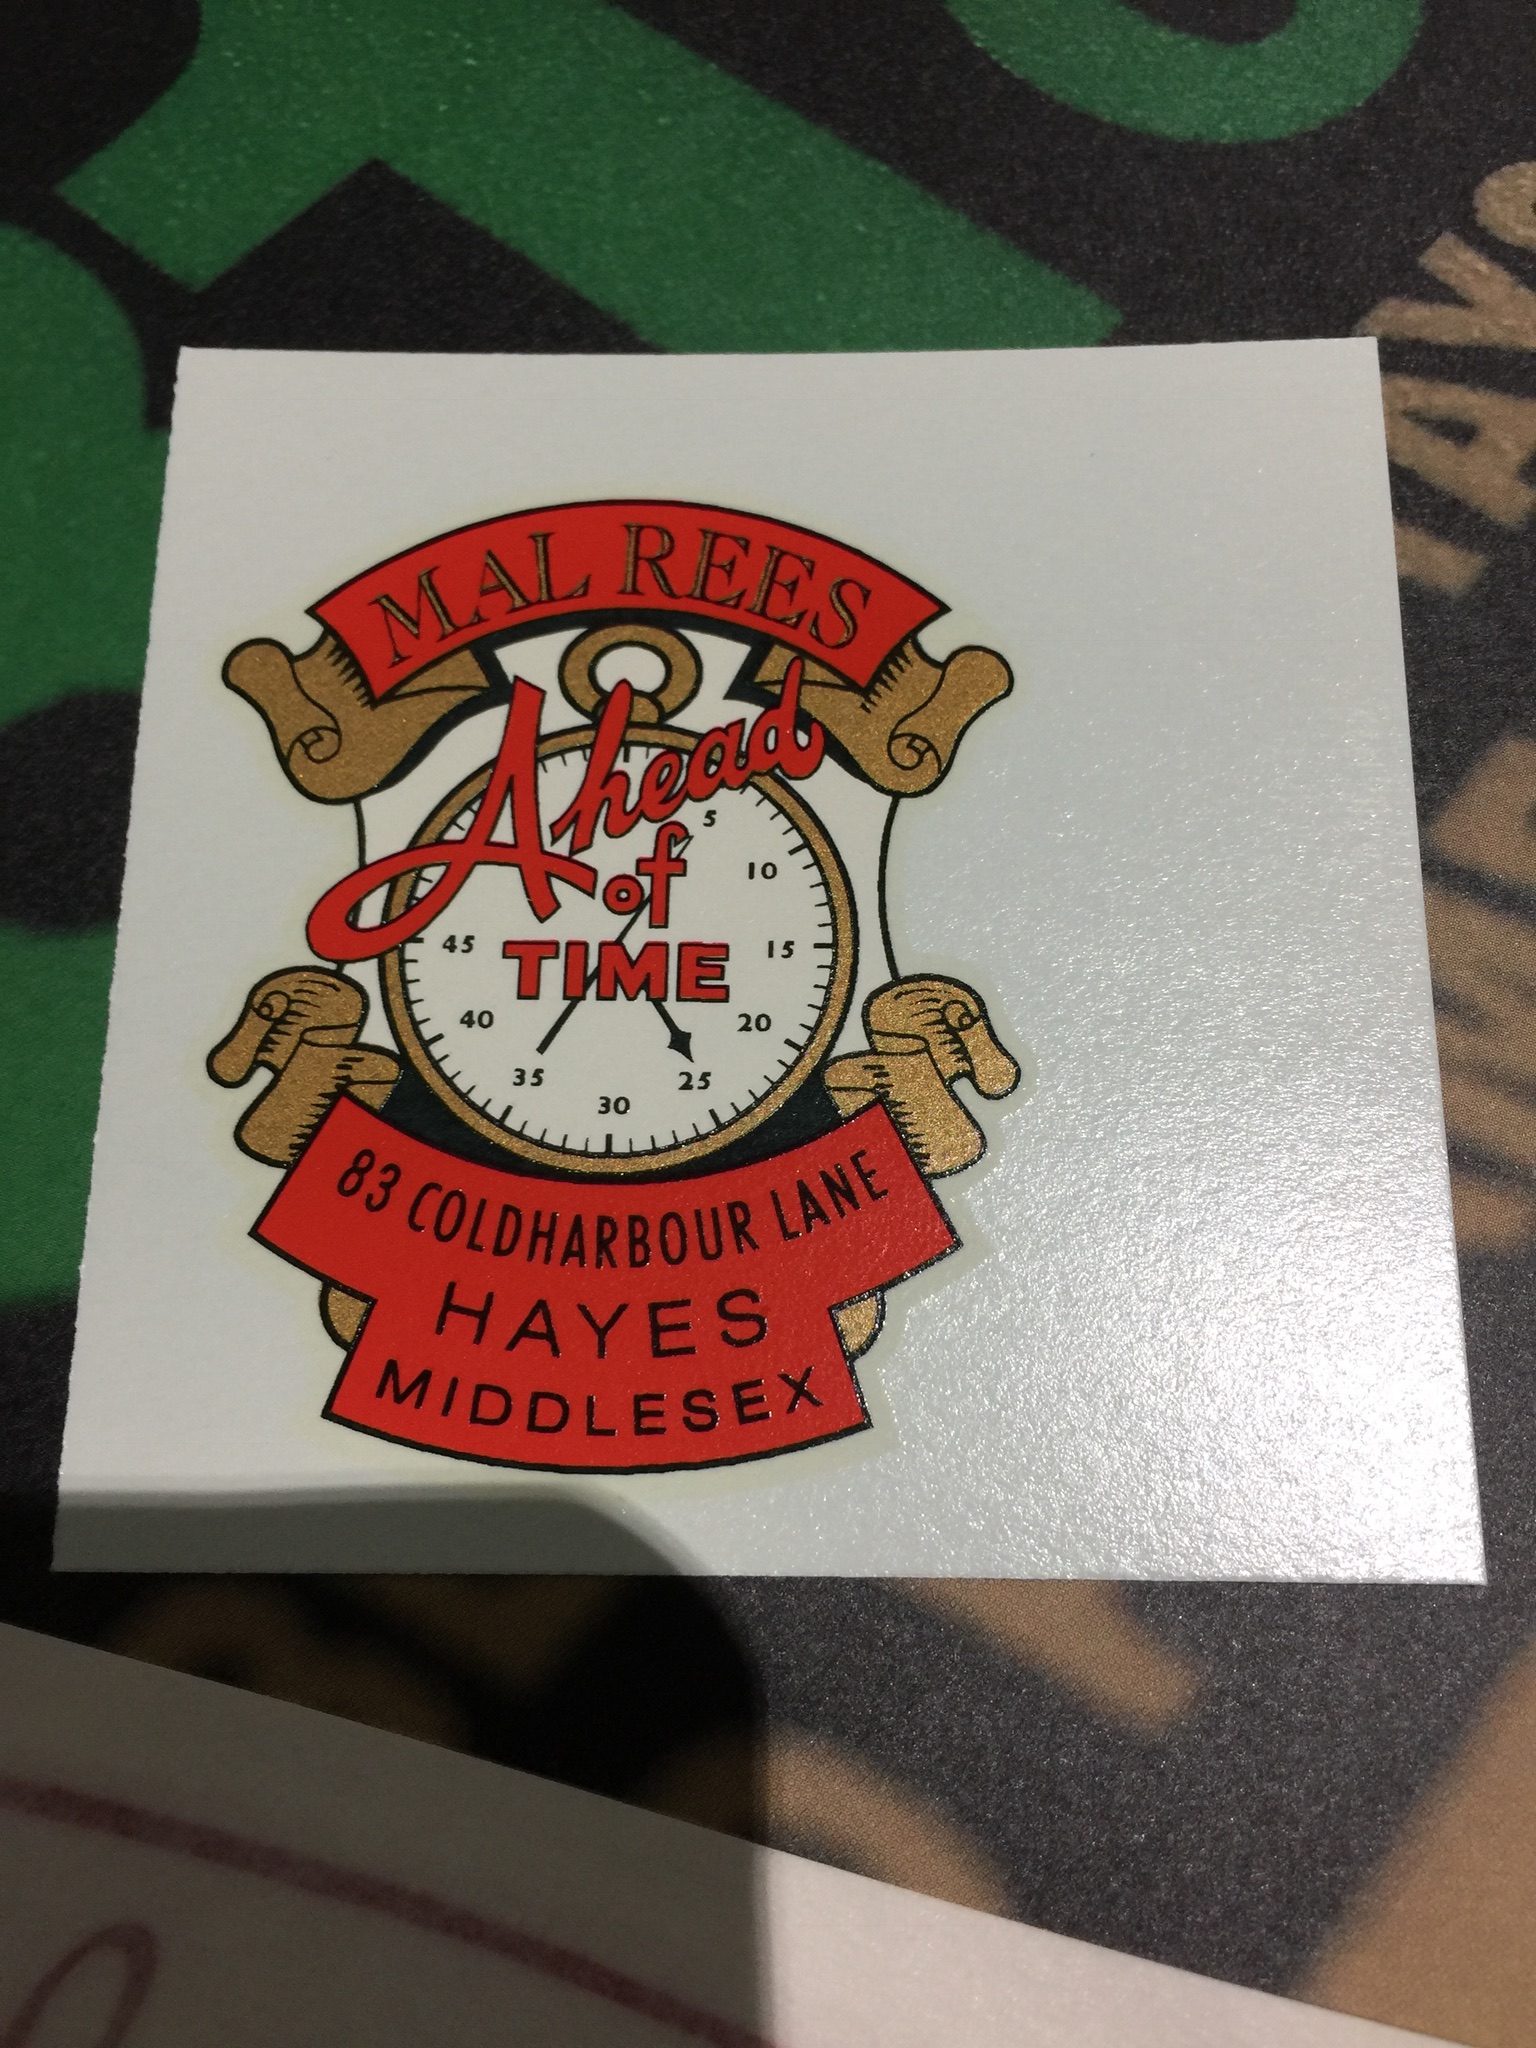 MAL REES
Ahead
of
TIME
5
10
15
20
25
30
35
40
45
83 COLDHARBOUR LANE
HAYES
MIDDLESEX